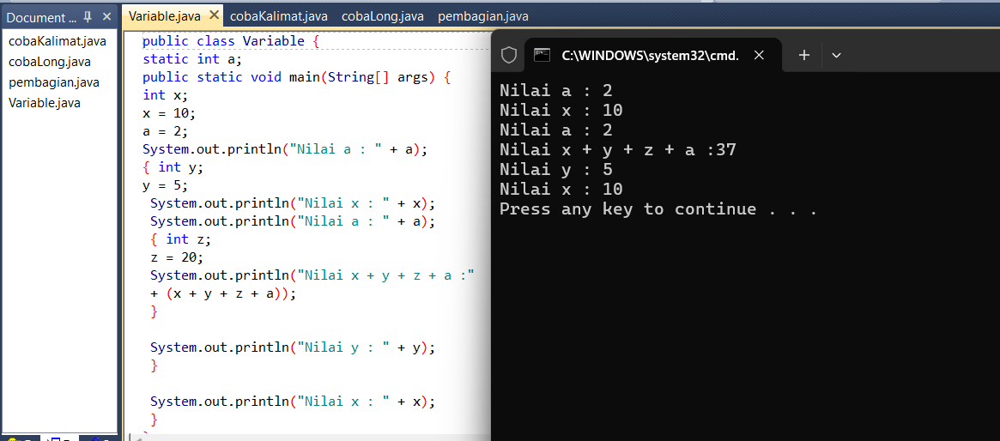 Document ...
cobaKalimat.java
cobaLong.java
pembagian.java
Variable.java
Variable.java cobaKalimat.java cobaLong.java pembagian.java
public class Variable {
static int a;
public static void main(String[] args) {
int x;
x = 10;
a = 2;
System.out.println("Nilai a : " + a);
{ int y;
y = 5;
System.out.println("Nilai x : " + x);
System.out.println("Nilai a : " + a);
{ int z;
z = 20;
System.out.println("Nilai x + y + z + a :"
+ (x + y + z + a));
}
System.out.println("Nilai y : " + y);
}
System.out.println("Nilai x : " + x);
}
C:\WINDOWS\system32\cmd.
Nilai a : 2
Nilai x : 10
Nilai a : 2
Nilai x + y + z + a :37
Nilai y : 5
Nilai x : 10
Press any key to continue . . .